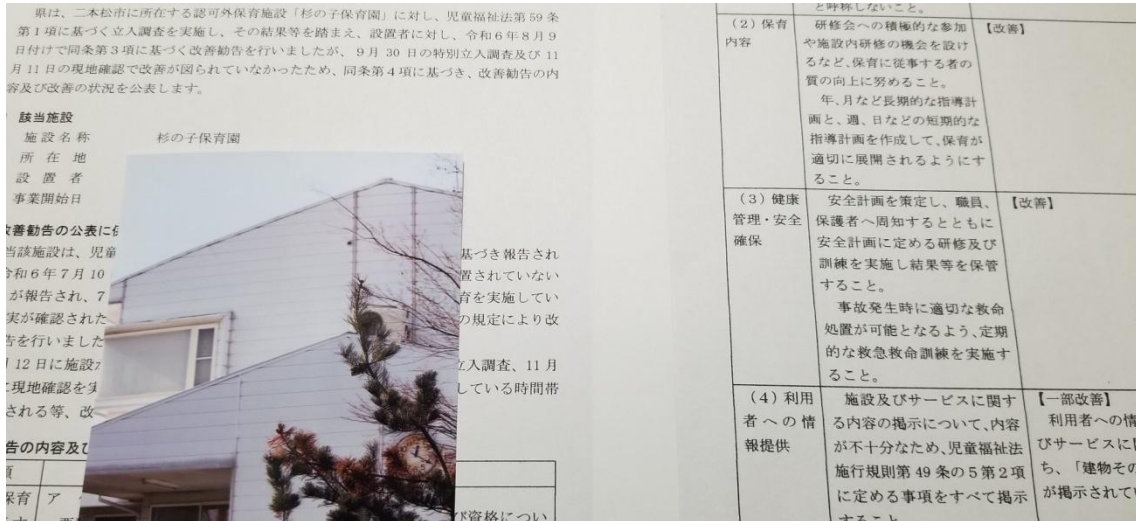 県は、二本松市に所在する認可外保育施設「杉の子保育園」に対し、児童福祉法第59条
第1項に基づく立入調査を実施し、その結果等を踏まえ、設置者に対し、令和6年8月9
日付けで同条第3項に基づく改善勧告を行いましたが、9月30日の特別立入調査及び11
月11日の現地確認で改善が図られていなかったため、同条第4項に基づき、改善勧告の内
容及び改善の状況を公表します。
該当施設
施設名称 杉の子保育園
所在地
設置者
事業開始日
改善勧告の公表に
当該施設は、児童
基づき報告され
令和6年7月10
置されていない
が報告され、7
育を実施してい
実が確認された
の規定により改
告を行いました
月12日に施設
立入調査、11月
に現地確認を実
している時間帯
される等、改
告の内容及び
項
保育 ア
び資格につい
と呼称しないこと。
(2)保育
内容
研修会への積極的な参加
や施設内研修の機会を設け
るなど、保育に従事する者の
質の向上に努めること。
年、月など長期的な指導計
画と、週、日などの短期的な
指導計画を作成して、保育が
適切に展開されるようにす
ること。
【改善】
(3)健康
管理・安全
確保
安全計画を策定し、職員、
保護者へ周知するとともに
安全計画に定める研修及び
訓練を実施し結果等を保管
すること。
事故発生時に適切な救命
処置が可能となるよう、定期
的な救急救命訓練を実施す
ること。
【改善】
(4)利用
者への情
報提供
施設及びサービスに関す
る内容の掲示について、内容
が不十分なため、児童福祉法
施行規則第49条の5第2項
に定める事項をすべて掲示
すること
【一部改善】
利用者への情
びサービスに
ち、「建物その
が掲示されてい